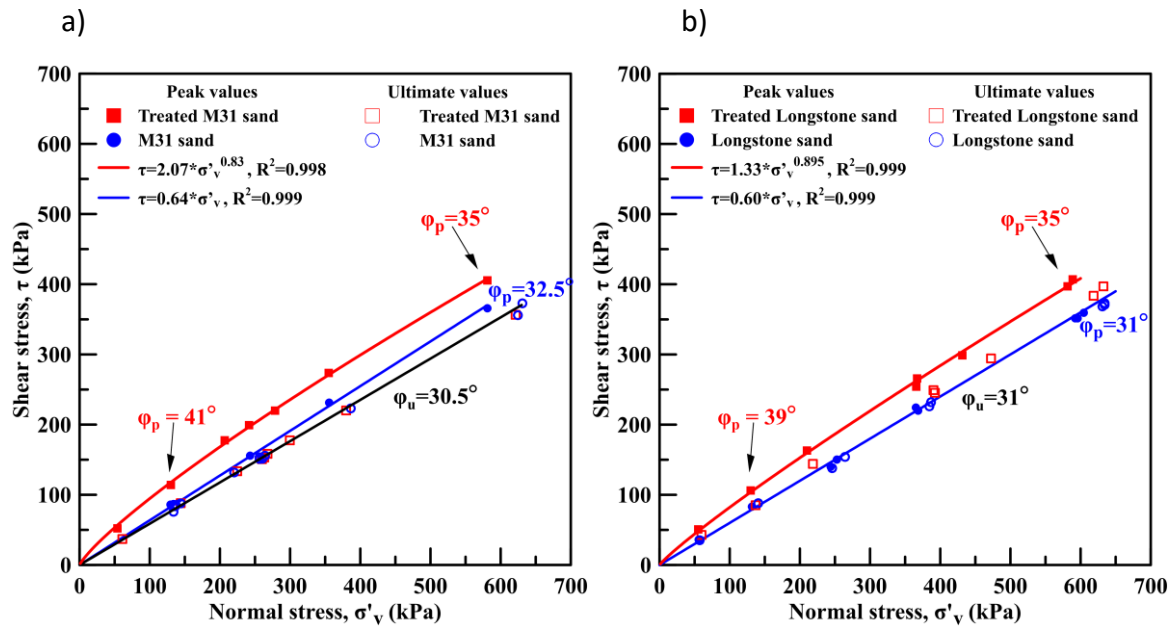 a)
700
600
500
400
300
200
100
0
Shear stress, τ (kPa)
Peak values
Ultimate values
Treated M31 sand
Treated M31 sand
M31 sand
M31 sand
τ=2.07*σ'v^0.83, R²=0.998
τ=0.64*σ'v, R²=0.999
φp=35°
φp=32.5°
φp = 41°
φu=30.5°
0 100 200 300 400 500 600 700
Normal stress, σ'v (kPa)
b)
700
600
500
400
300
200
100
0
Shear stress, τ (kPa)
Peak values
Ultimate values
Treated Longstone sand
Treated Longstone sand
Longstone sand
Longstone sand
τ=1.33*σ'v^0.895, R²=0.999
τ=0.60*σ'v, R²=0.999
φp=35°
φp=31°
φp = 39°
φu=31°
0 100 200 300 400 500 600 700
Normal stress, σ'v (kPa)